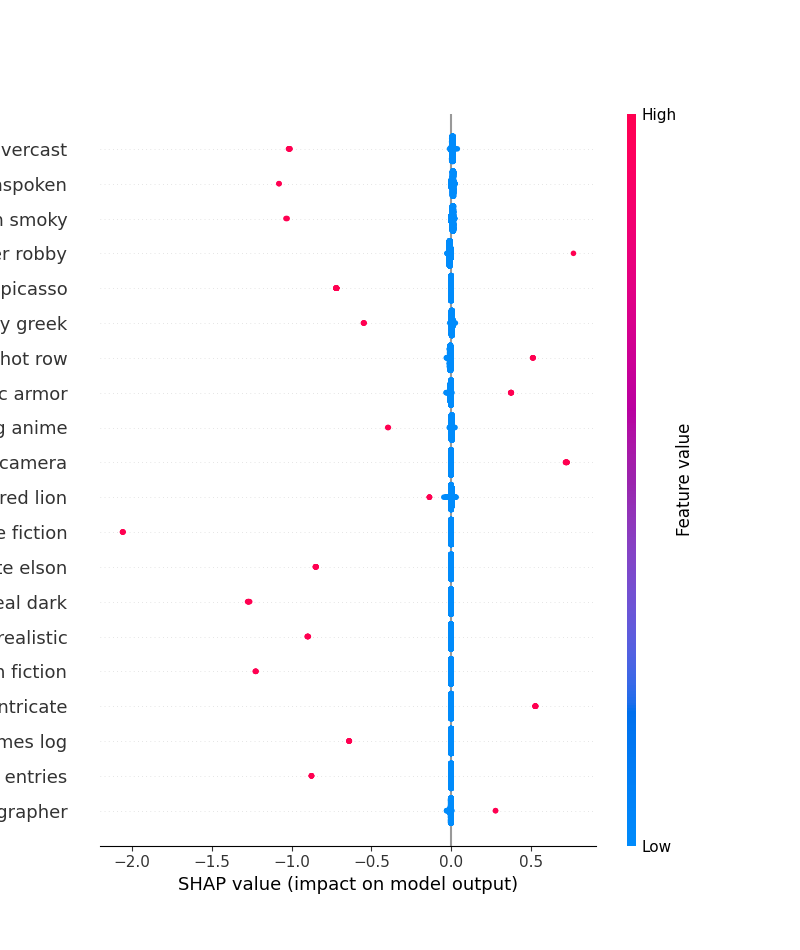 High
vercast
spoken
smoky
r robby
picasso
y greek
hot row
c armor
g anime
camera
red lion
e fiction
te elson
eal dark
realistic
n fiction
ntricate
mes log
entries
grapher
Low
Feature value
−2.0 −1.5 −1.0 −0.5 0.0 0.5
SHAP value (impact on model output)